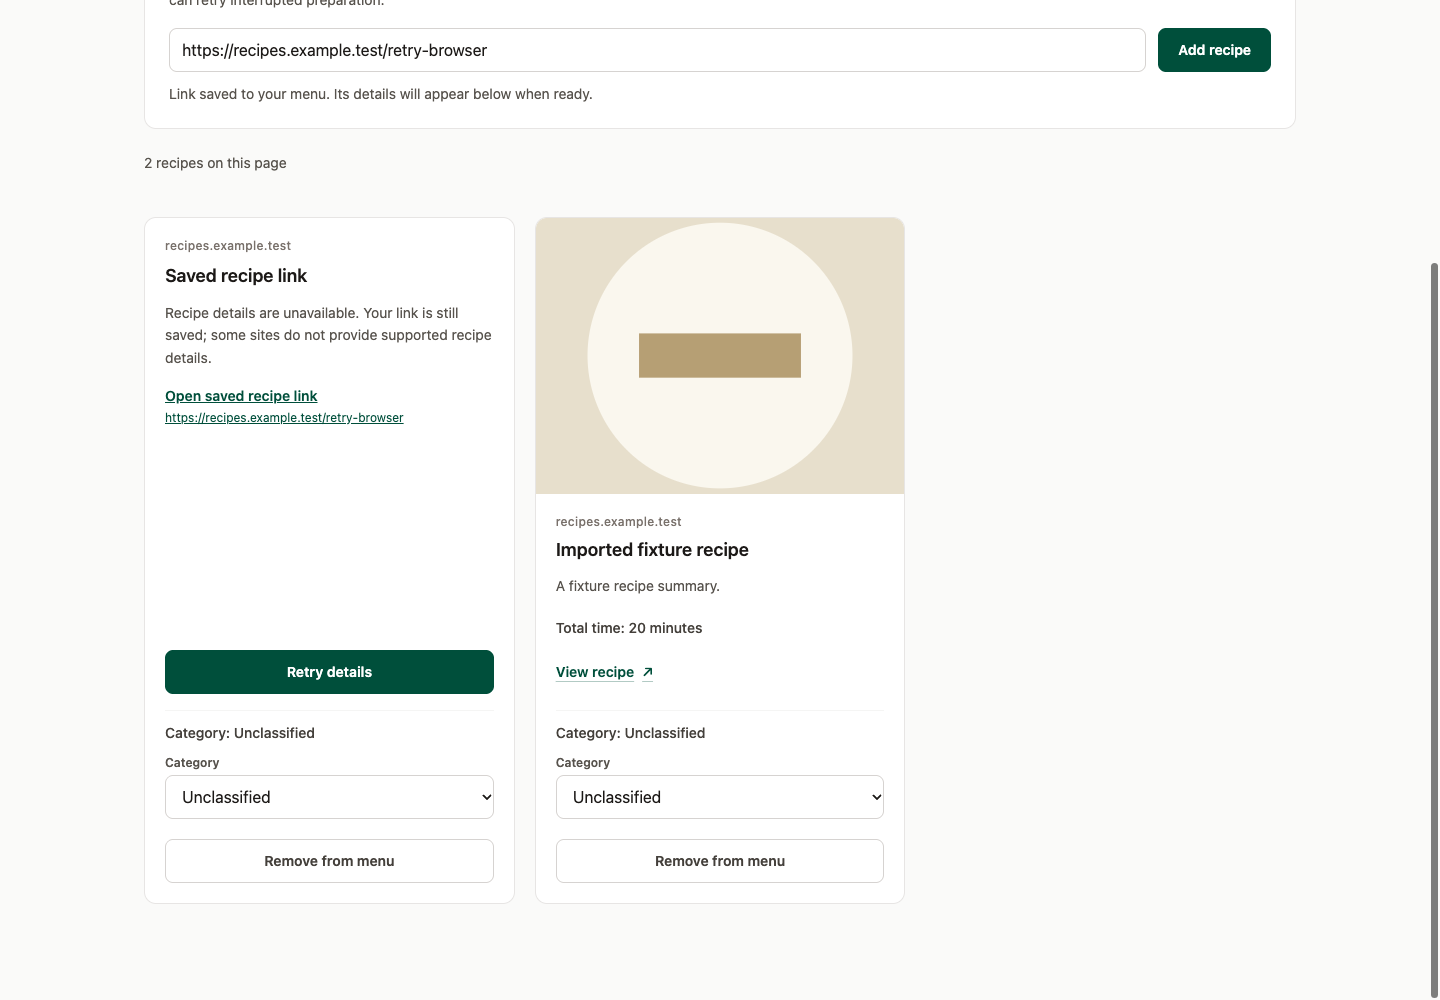 can retry interrupted preparation.
https://recipes.example.test/retry-browser
Add recipe
Link saved to your menu. Its details will appear below when ready.
2 recipes on this page
recipes.example.test
Saved recipe link
Recipe details are unavailable. Your link is still
saved; some sites do not provide supported recipe
details.
Open saved recipe link
https://recipes.example.test/retry-browser
Retry details
Category: Unclassified
Category
Unclassified
Remove from menu
recipes.example.test
Imported fixture recipe
A fixture recipe summary.
Total time: 20 minutes
View recipe ↗
Category: Unclassified
Category
Unclassified
Remove from menu